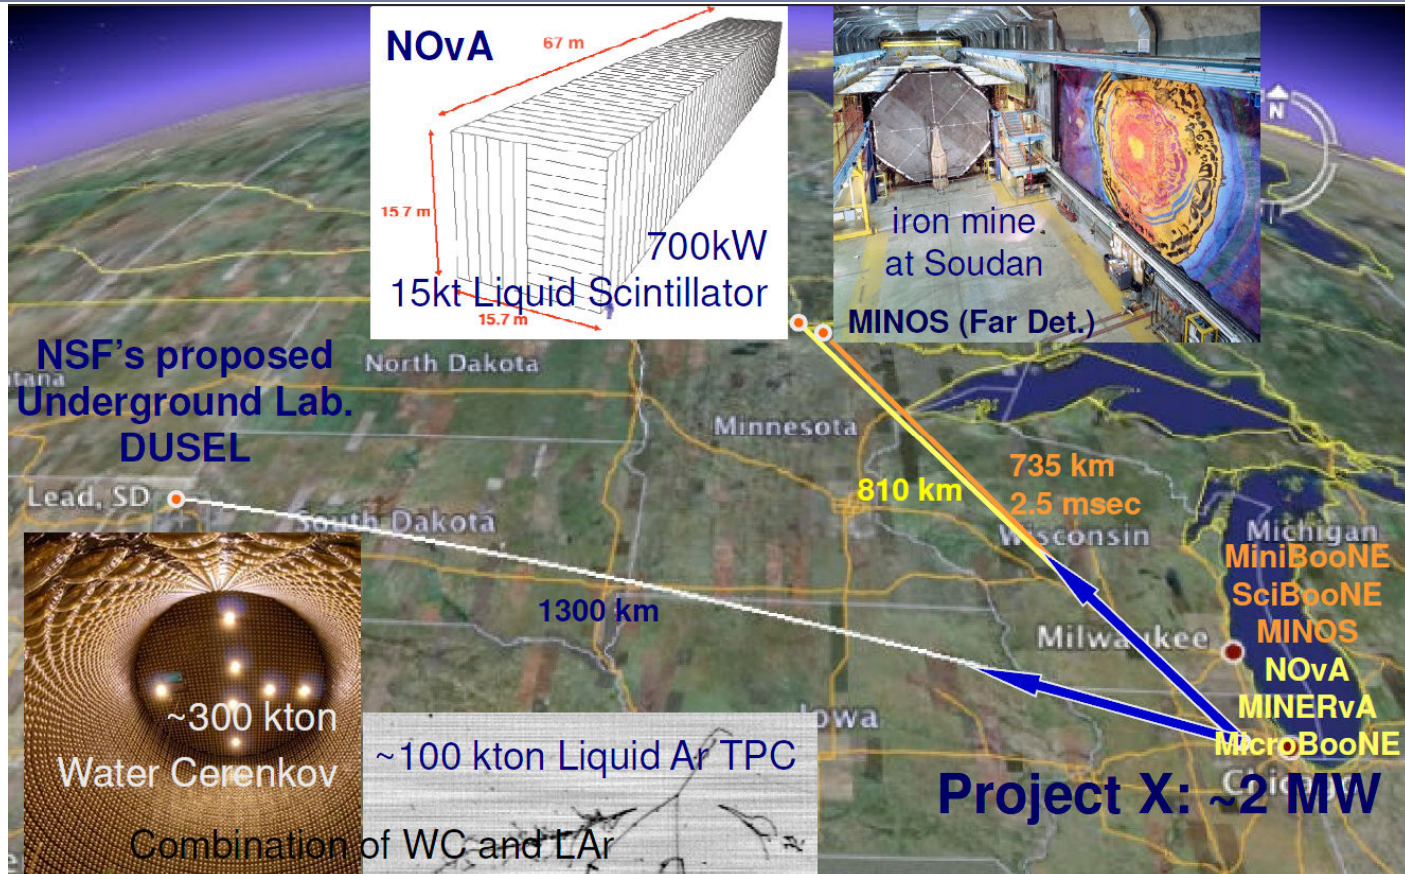 NOvA
67 m
15.7 m
700kW
15kt Liquid Scintillator
15.7 m
iron mine
at Soudan
MINOS (Far Det.)
N
NSF's proposed
Underground Lab.
DUSEL
North Dakota
Minnesota
Lead, SD
South Dakota
810 km
735 km
2.5 msec
Wisconsin
Michigan
MiniBooNE
SciBooNE
MINOS
NOvA
MINERvA
MicroBooNE
1300 km
Milwaukee
Iowa
Chicago
Project X: ~2 MW
~300 kton
Water Cerenkov
~100 kton Liquid Ar TPC
Combination of WC and LAr